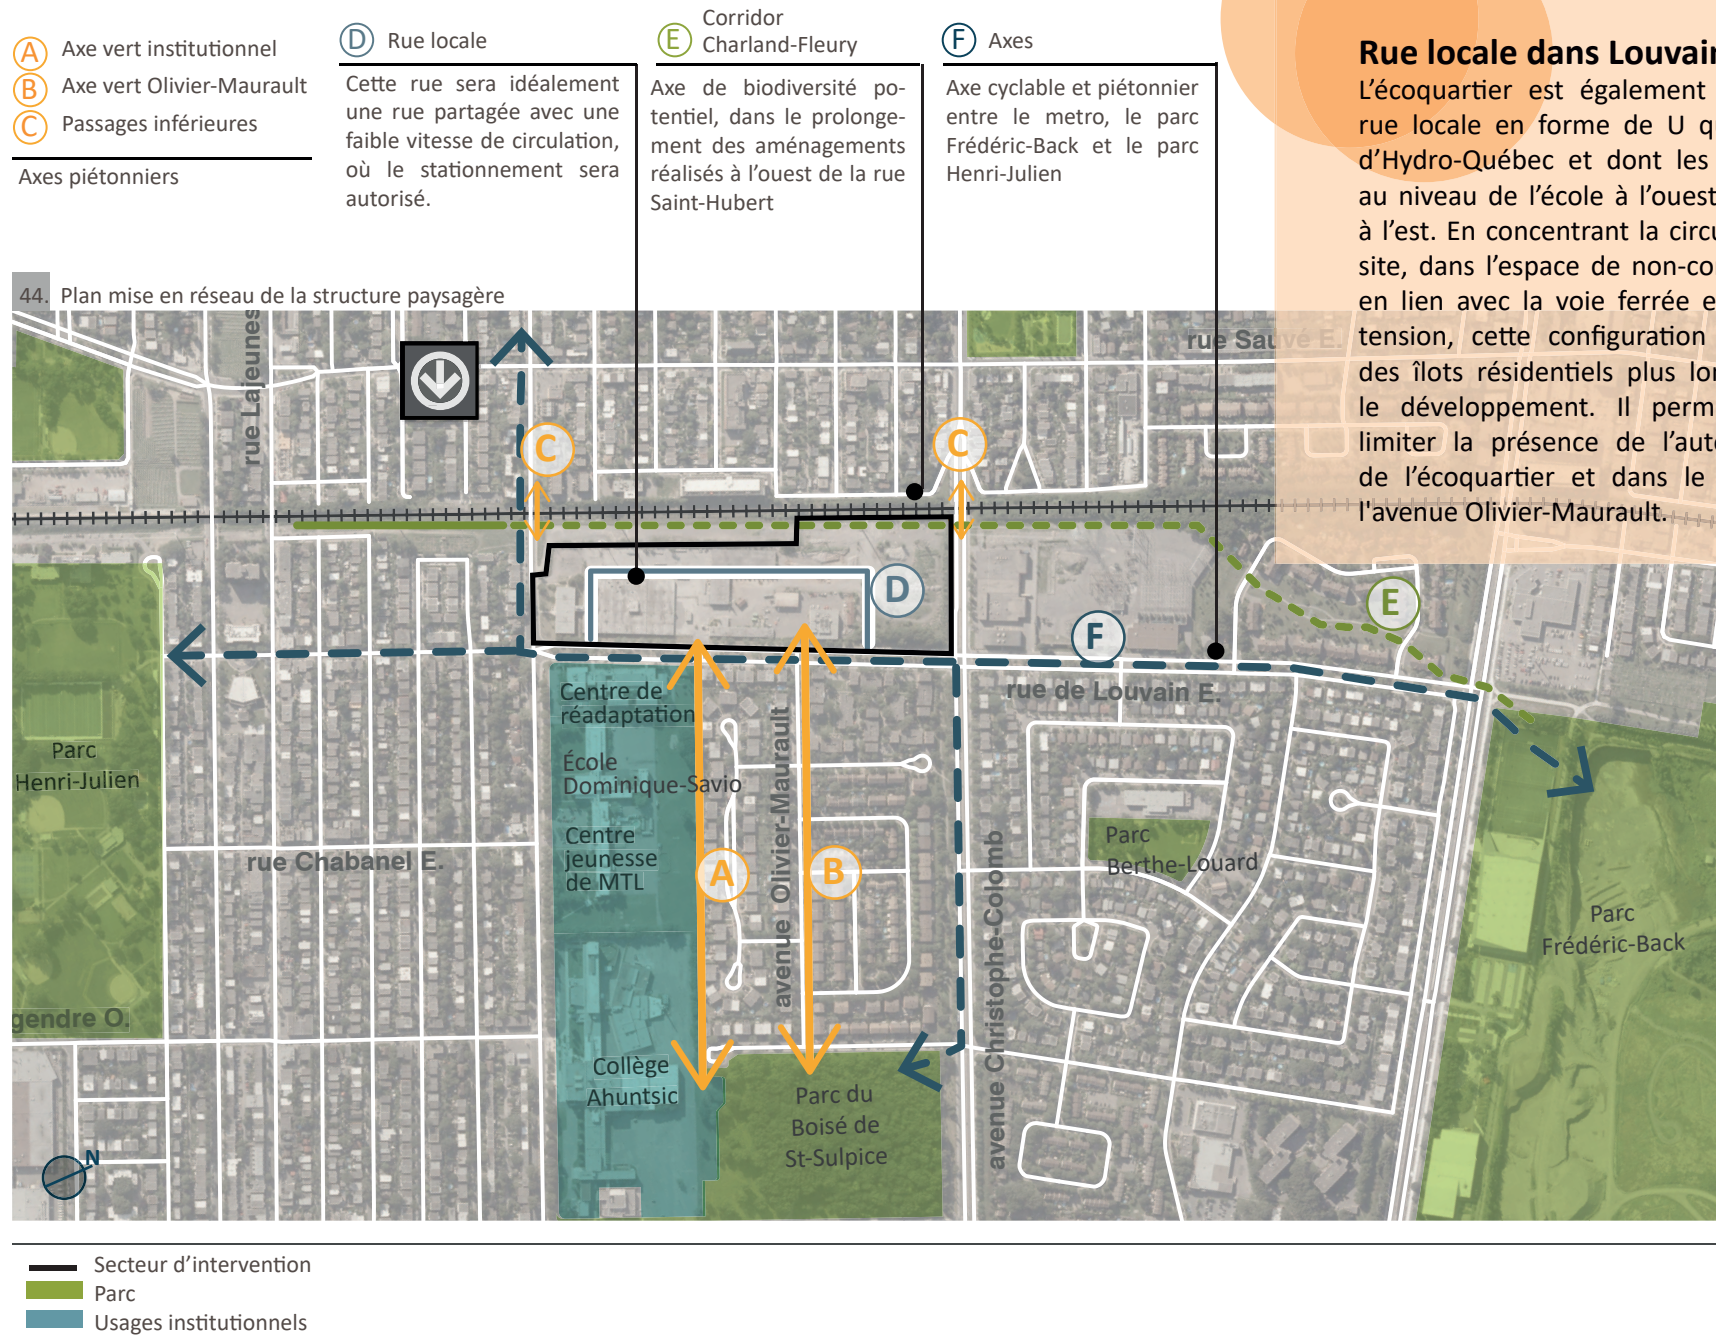 A Axe vert institutionnel
B Axe vert Olivier-Maurault
C Passages inférieures
Axes piétonniers
D Rue locale
Cette rue sera idéalement
une rue partagée avec une
faible vitesse de circulation,
où le stationnement sera
autorisé.
E Corridor
Charland-Fleury
Axe de biodiversité po-
tentiel, dans le prolonge-
ment des aménagements
réalisés à l'ouest de la rue
Saint-Hubert
F Axes
Axe cyclable et piétonnier
entre le metro, le parc
Frédéric-Back et le parc
Henri-Julien
Rue locale dans Louvain
L'écoquartier est également
rue locale en forme de U
d'Hydro-Québec et dont les
au niveau de l'école à l'ouest
à l'est. En concentrant la
site, dans l'espace de
en lien avec la voie ferrée
tension, cette configuration
des îlots résidentiels plus
le développement. Il
limiter la présence de
de l'écoquartier et dans le
l'avenue Olivier-Maurault.
44. Plan mise en réseau de la structure paysagère
rue Lajeunes
rue Sauvé E.
C
C
D
E
F
Centre de
réadaptation
rue de Louvain E.
École
Dominique-Savio
Parc
Henri-Julien
Centre
jeunesse
de MTL
avenue Olivier-Maurault
A
B
rue Chabanel E.
Parc
Berthe-Louard
avenue Christophe-Colomb
Parc
Frédéric-Back
gendre O.
Collège
Ahuntsic
Parc du
Boisé de
St-Sulpice
N
Secteur d'intervention
Parc
Usages institutionnels